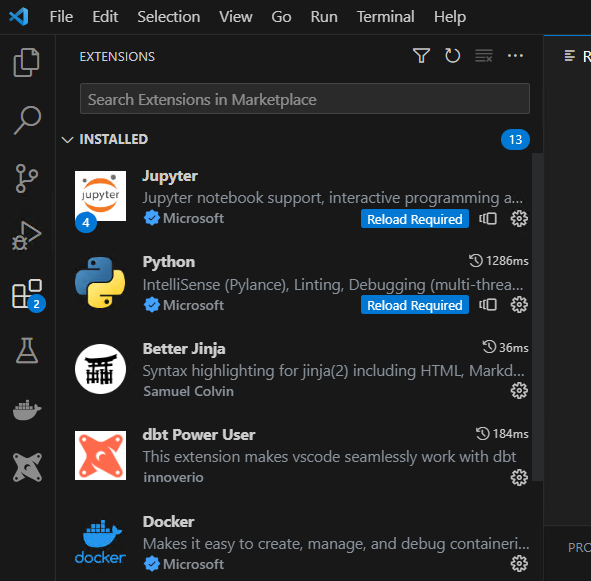 File Edit Selection View Go Run Terminal Help
EXTENSIONS
Search Extensions in Marketplace
INSTALLED 13
Jupyter
jupyter
Jupyter notebook support, interactive programming a...
4 Microsoft Reload Required
Python 1286ms
IntelliSense (Pylance), Linting, Debugging (multi-threa...
Microsoft Reload Required
2
Better Jinja 36ms
Syntax highlighting for jinja(2) including HTML, Markd...
Samuel Colvin
dbt Power User 184ms
This extension makes vscode seamlessly work with dbt
innoverio
Docker
Makes it easy to create, manage, and debug containeri...
docker
Microsoft
R
PRO